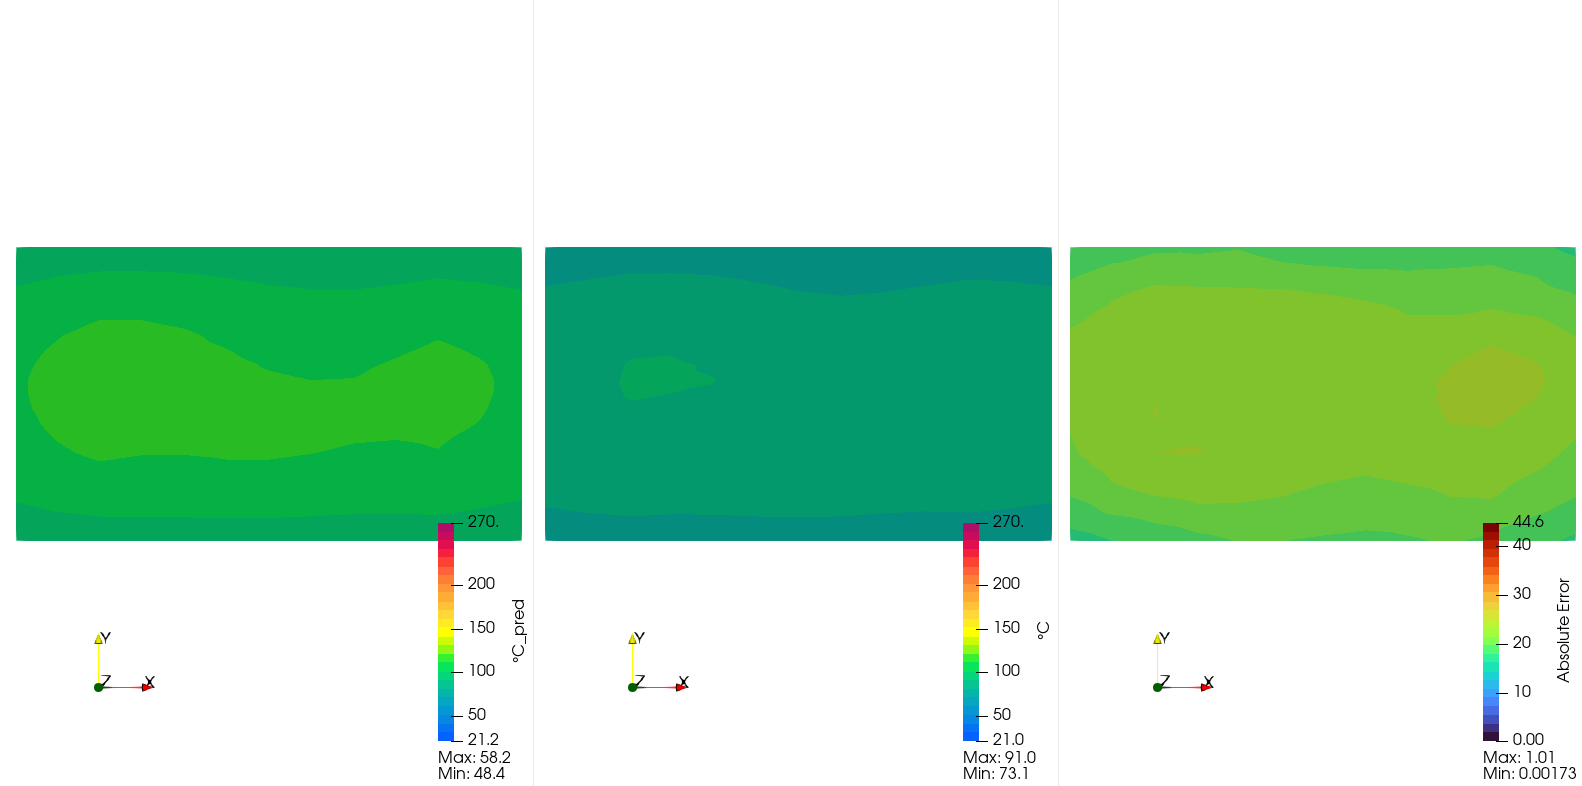 270.
200
150
100
50
21.2
°C_pred
Max: 58.2
Min: 48.4
Y
Z
X
270.
200
150
100
50
21.0
°C
Max: 91.0
Min: 73.1
Y
Z
X
44.6
40
30
20
10
0.00
Absolute Error
Max: 1.01
Min: 0.00173
Y
Z
X